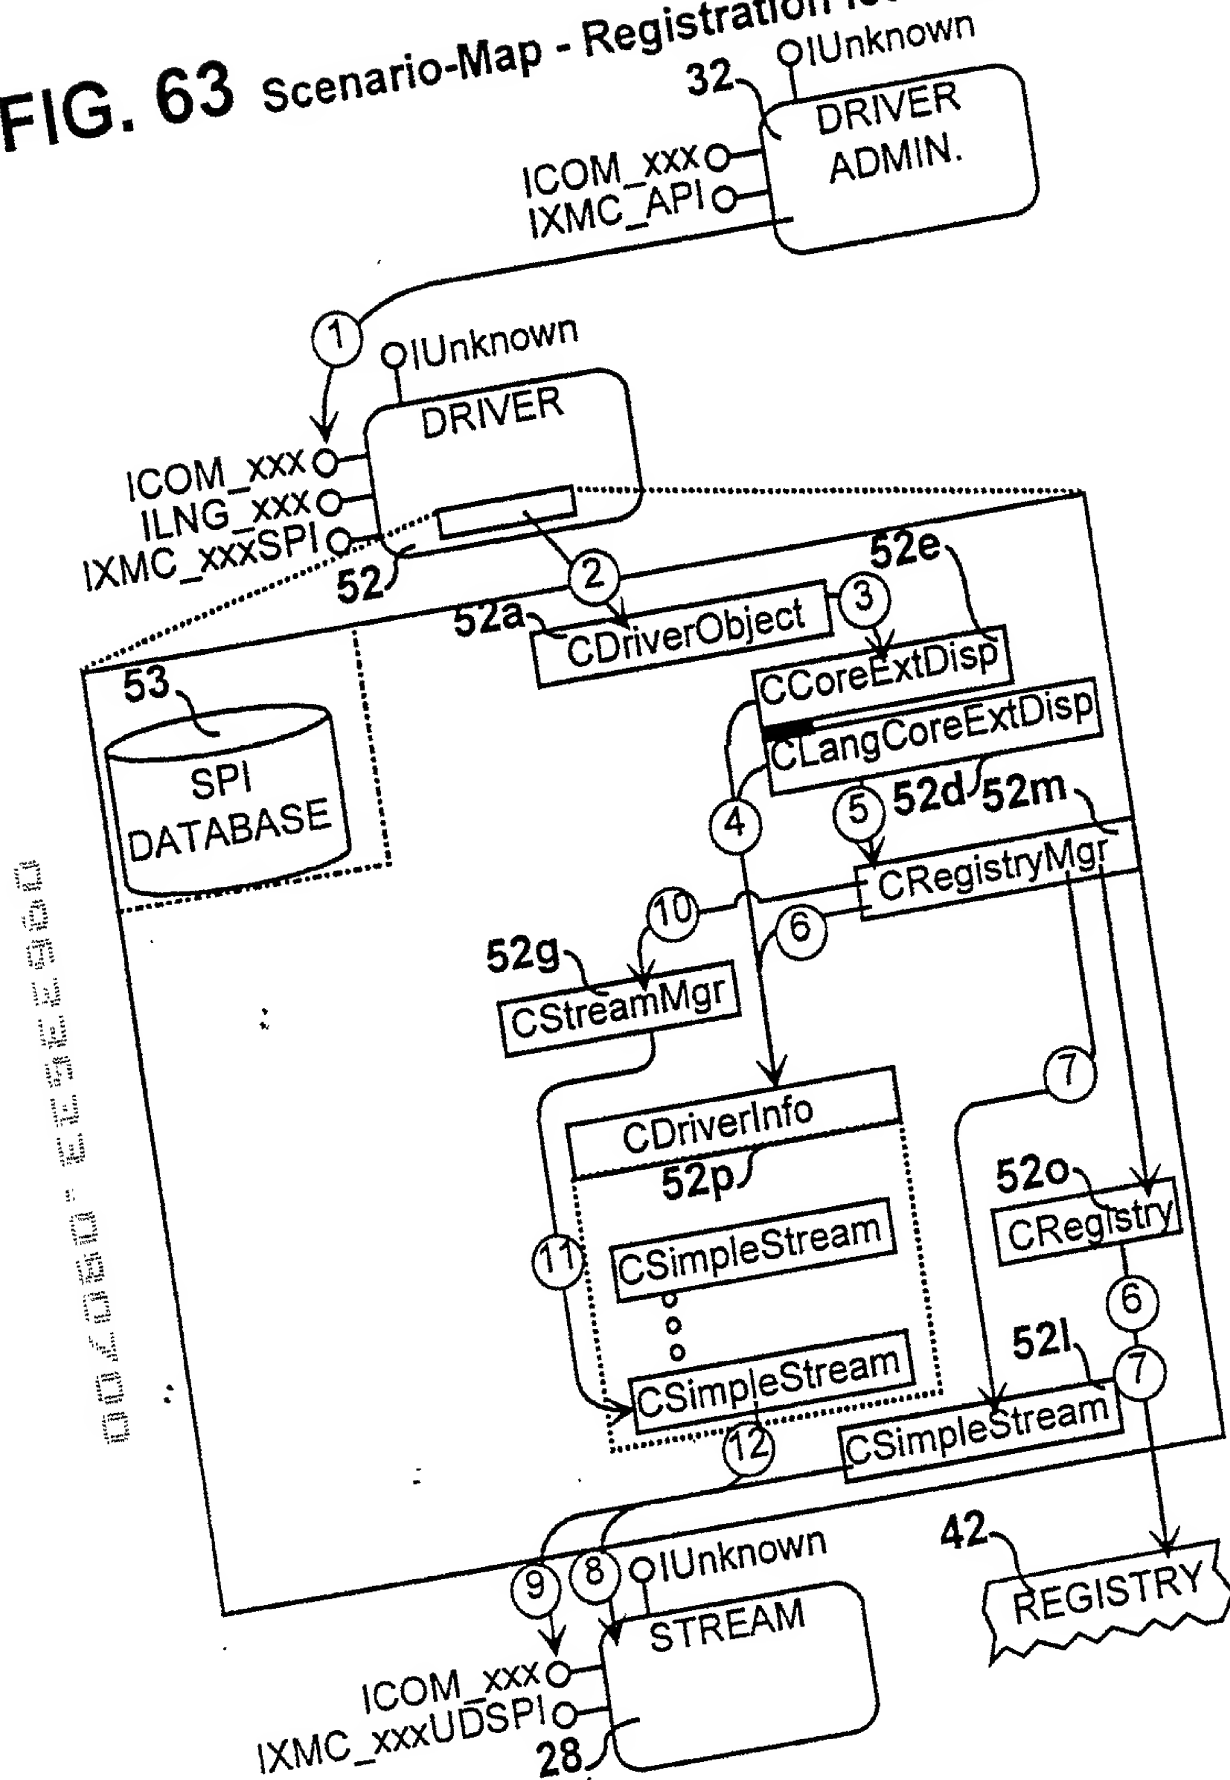 FIG. 63 Scenario-Map - Registration
IUnknown
32
DRIVER
ADMIN.
ICOM_xxx
IXMC_API
1
IUnknown
DRIVER
ICOM_xxx
ILNG_xxx
IXMC_xxxSPI
52
2
52a
CDriverObject
3
52e
CCoreExtDisp
CLangCoreExtDisp
53
SPI
DATABASE
4
5
52d
52m
CRegistryMgr
10
6
52g
CStreamMgr
7
CDriverInfo
52p
52o
CRegistry
11
CSimpleStream
6
CSimpleStream
52l
7
12
CSimpleStream
42
REGISTRY
9
8
IUnknown
STREAM
ICOM_xxx
IXMC_xxxUDSPI
28